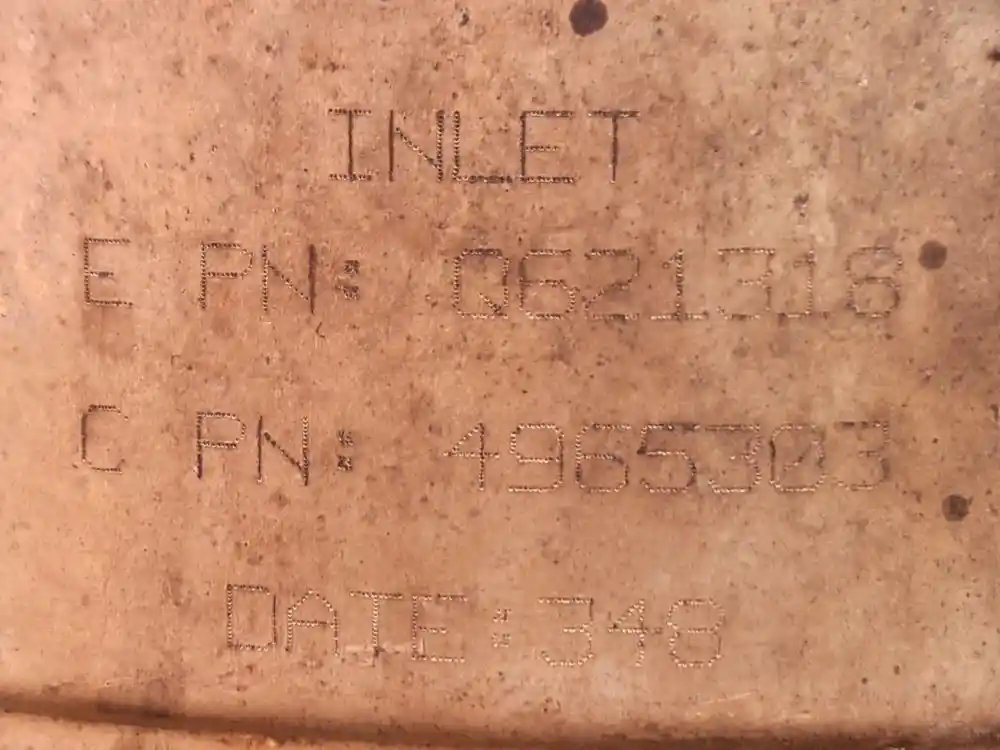 INLET
E PN: Q621318
C PN: 4965303
DATE: 348